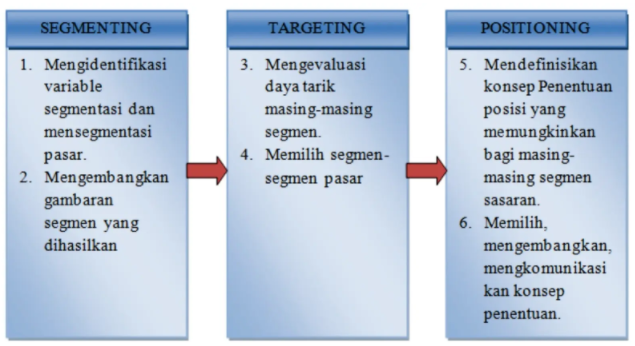 SEGMENTING
1. Mengidentifikasi
variable
segmentasi dan
mensegmentasi
pasar.
2. Mengembangkan
gambaran
segmen yang
dihasilkan
TARGETING
3. Mengevaluasi
daya tarik
masing-masing
segmen.
4. Memilih segmen-
segmen pasar
POSITIONING
5. Mendefinisikan
konsep Penentuan
posisi yang
memungkinkan
bagi masing-
masing segmen
sasaran.
6. Memilih,
mengembangkan,
mengkomunikasi
kan konsep
penentuan.